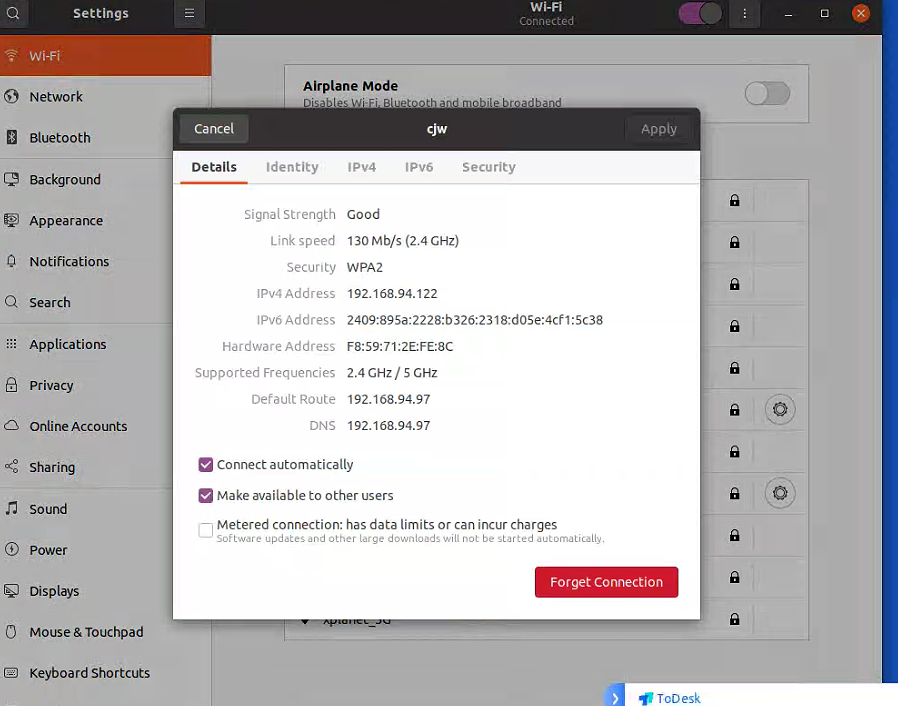 Settings
Wi-Fi
Connected
Wi-Fi
Network
Bluetooth
Background
Appearance
Notifications
Search
Applications
Privacy
Online Accounts
Sharing
Sound
Power
Displays
Mouse & Touchpad
Keyboard Shortcuts
Airplane Mode
Disables Wi-Fi, Bluetooth and mobile broadband
Cancel
cjw
Apply
Details Identity IPv4 IPv6 Security
Signal Strength Good
Link speed 130 Mb/s (2.4 GHz)
Security WPA2
IPv4 Address 192.168.94.122
IPv6 Address 2409:895a:2228:b326:2318:d05e:4cf1:5c38
Hardware Address F8:59:71:2E:FE:8C
Supported Frequencies 2.4 GHz / 5 GHz
Default Route 192.168.94.97
DNS 192.168.94.97
Connect automatically
Make available to other users
Metered connection: has data limits or can incur charges
Software updates and other large downloads will not be started automatically.
Forget Connection
xplanet_5G
ToDesk